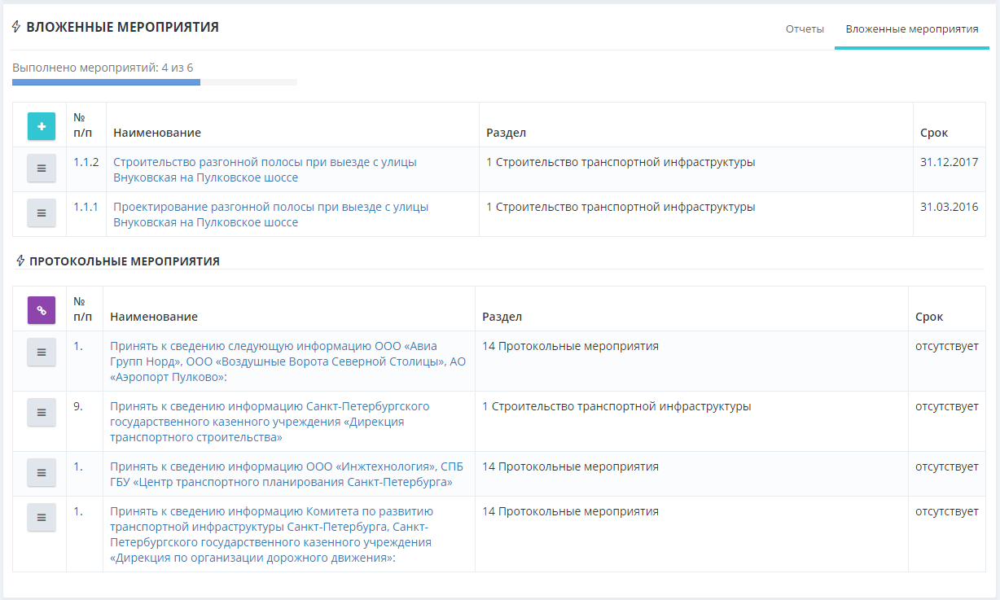 ВЛОЖЕННЫЕ МЕРОПРИЯТИЯ
Отчеты
Вложенные мероприятия
Выполнено мероприятий: 4 из 6
№ п/п Наименование Раздел Срок
1.1.2 Строительство разгонной полосы при выезде с улицы 1 Строительство транспортной инфраструктуры 31.12.2017
Внуковская на Пулковское шоссе
1.1.1 Проектирование разгонной полосы при выезде с улицы 1 Строительство транспортной инфраструктуры 31.03.2016
Внуковская на Пулковское шоссе
ПРОТОКОЛЬНЫЕ МЕРОПРИЯТИЯ
№ п/п Наименование Раздел Срок
1. Принять к сведению следующую информацию ООО «Авиа 14 Протокольные мероприятия отсутствует
Групп Норд», ООО «Воздушные Ворота Северной Столицы», АО
«Аэропорт Пулково»:
9. Принять к сведению информацию Санкт-Петербургского 1 Строительство транспортной инфраструктуры отсутствует
государственного казенного учреждения «Дирекция
транспортного строительства»
1. Принять к сведению информацию ООО «Инжтехнология», СПБ 14 Протокольные мероприятия отсутствует
ГБУ «Центр транспортного планирования Санкт-Петербурга»
1. Принять к сведению информацию Комитета по развитию 14 Протокольные мероприятия отсутствует
транспортной инфраструктуры Санкт-Петербурга, Санкт-
Петербургского государственного казенного учреждения
«Дирекция по организации дорожного движения»: